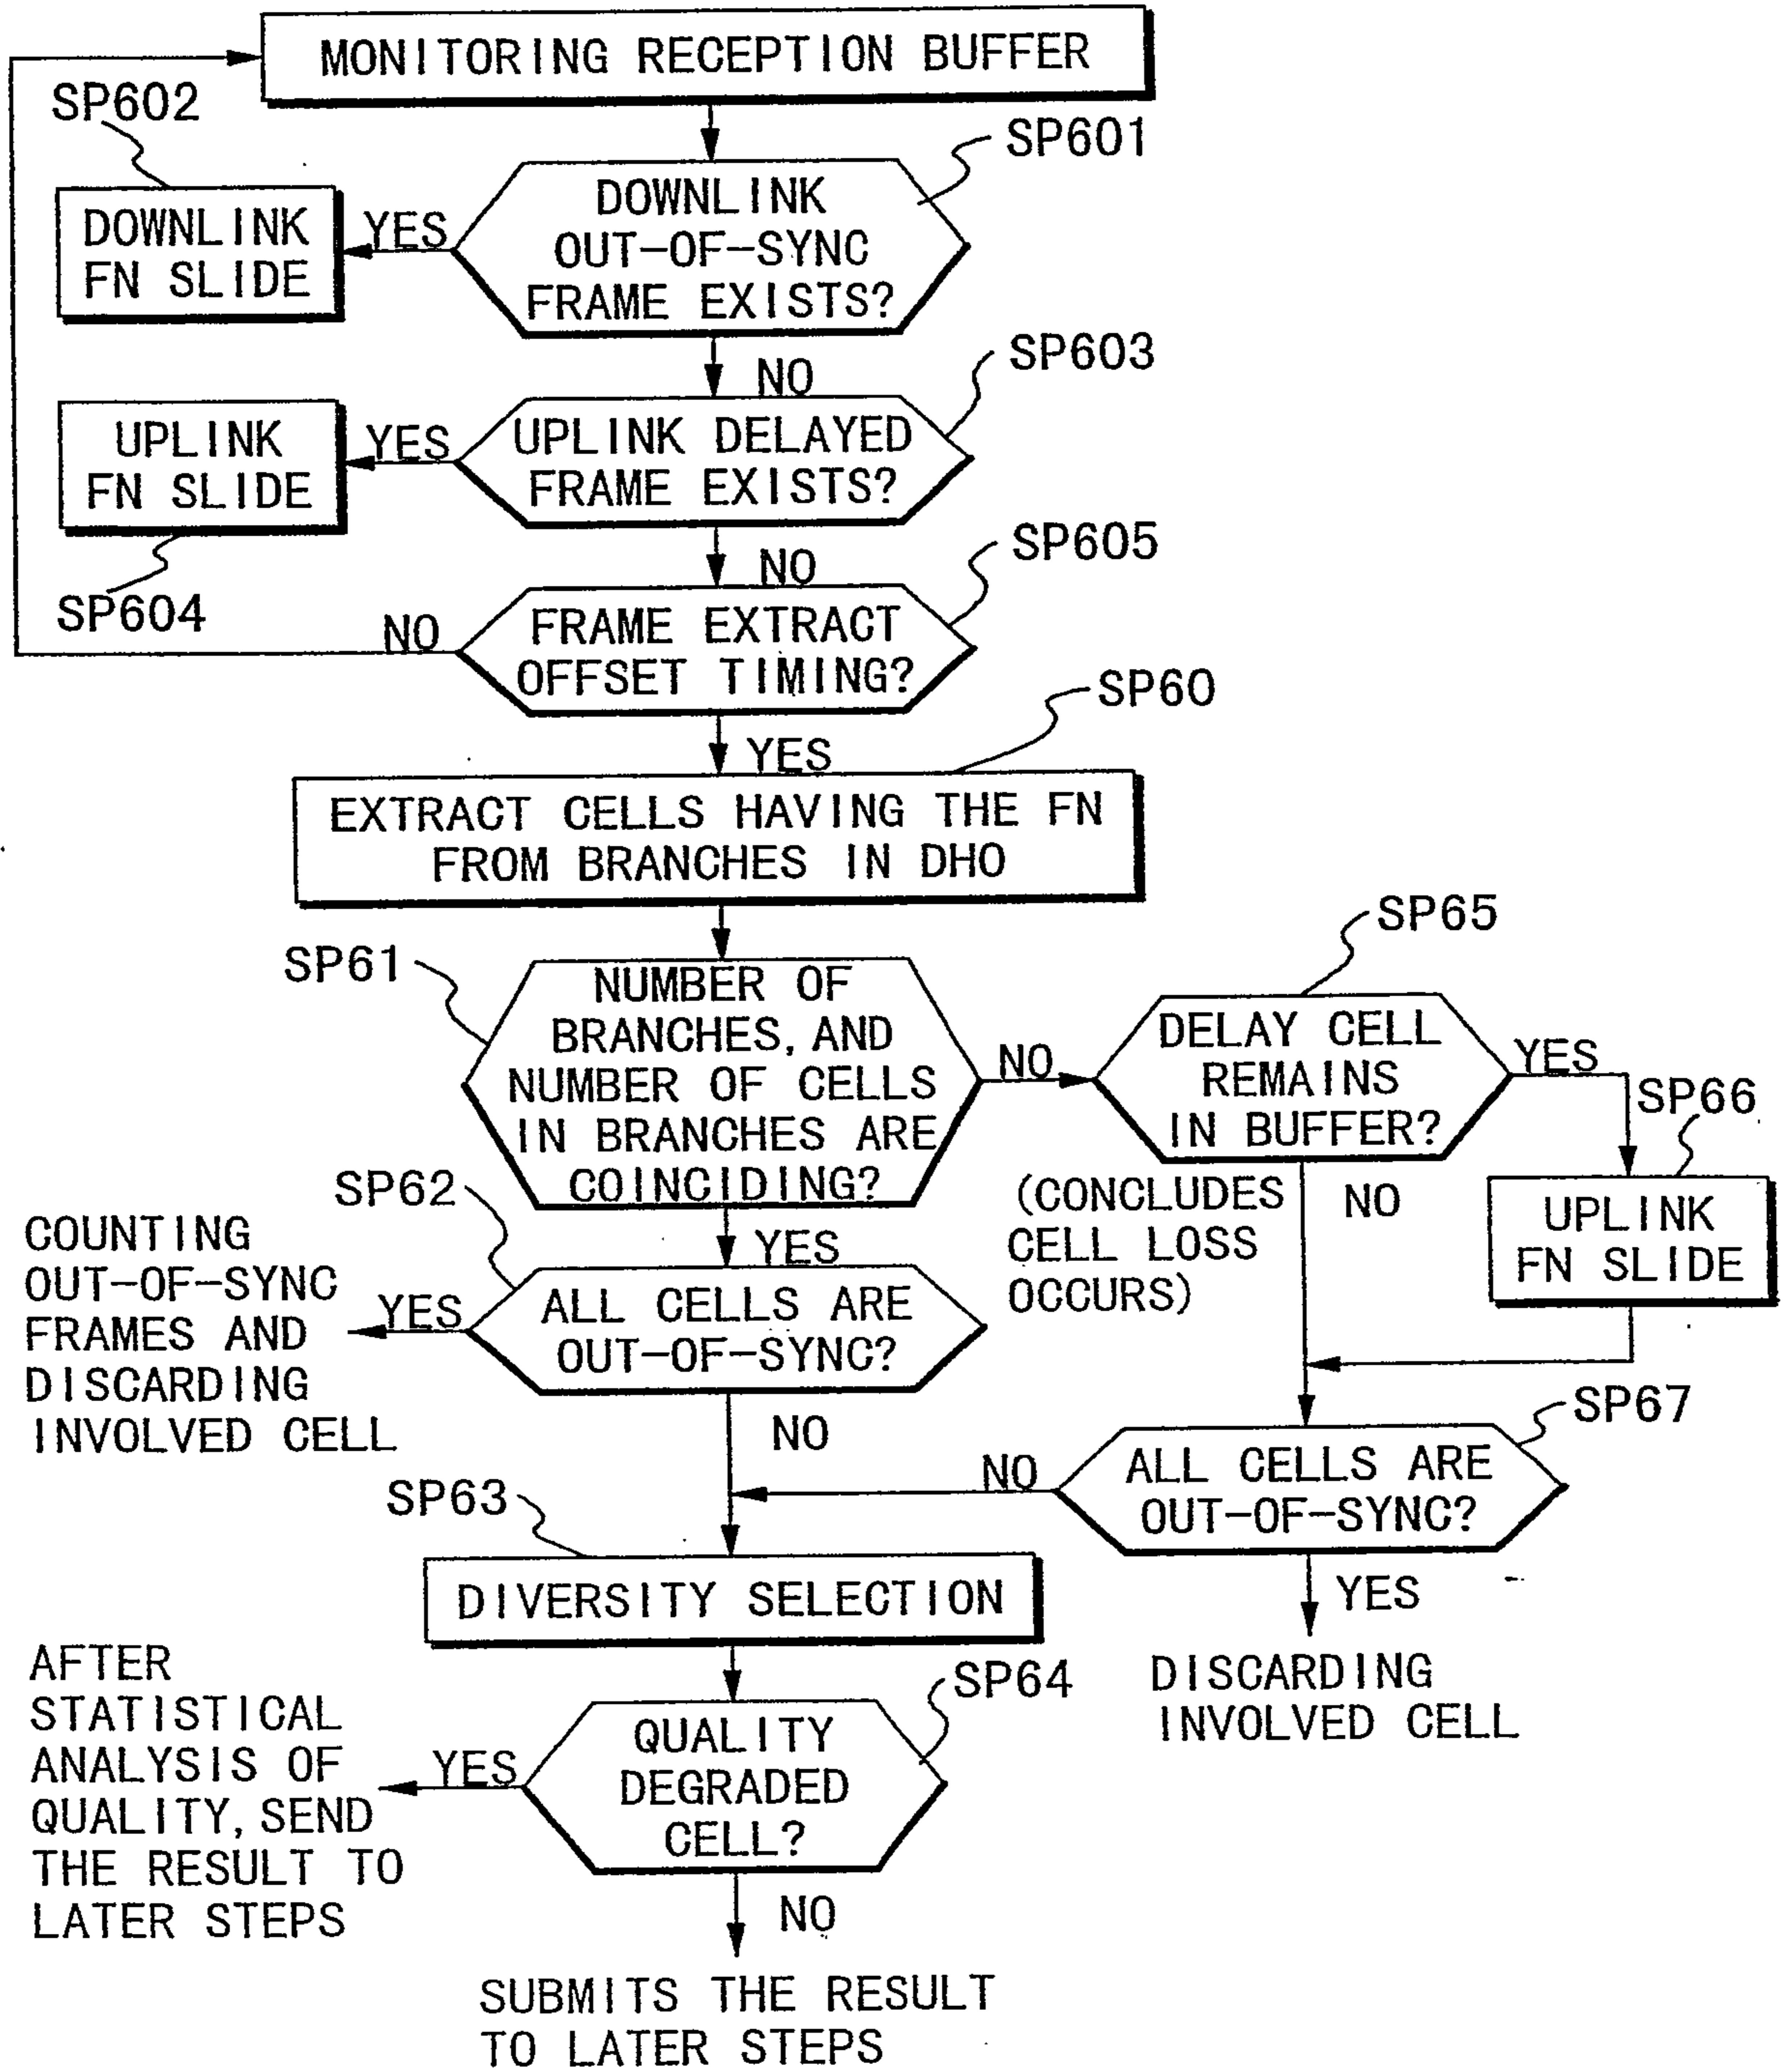 MONITORING RECEPTION BUFFER
SP602
SP601
DOWNLINK
OUT-OF-SYNC
FRAME EXISTS?
YES
DOWNLINK
FN SLIDE
NO
SP603
UPLINK DELAYED
FRAME EXISTS?
YES
UPLINK
FN SLIDE
SP604
NO
SP605
FRAME EXTRACT
OFFSET TIMING?
NO
YES
SP60
EXTRACT CELLS HAVING THE FN
FROM BRANCHES IN DHO
SP61
NUMBER OF
BRANCHES, AND
NUMBER OF CELLS
IN BRANCHES ARE
COINCIDING?
NO
SP65
DELAY CELL
REMAINS
IN BUFFER?
YES
SP66
UPLINK
FN SLIDE
NO
(CONCLUDES
CELL LOSS
OCCURS)
YES
SP62
ALL CELLS ARE
OUT-OF-SYNC?
YES
COUNTING
OUT-OF-SYNC
FRAMES AND
DISCARDING
INVOLVED CELL
NO
SP67
ALL CELLS ARE
OUT-OF-SYNC?
NO
YES
DISCARDING
INVOLVED CELL
SP63
DIVERSITY SELECTION
SP64
QUALITY
DEGRADED
CELL?
YES
AFTER
STATISTICAL
ANALYSIS OF
QUALITY, SEND
THE RESULT TO
LATER STEPS
NO
SUBMITS THE RESULT
TO LATER STEPS